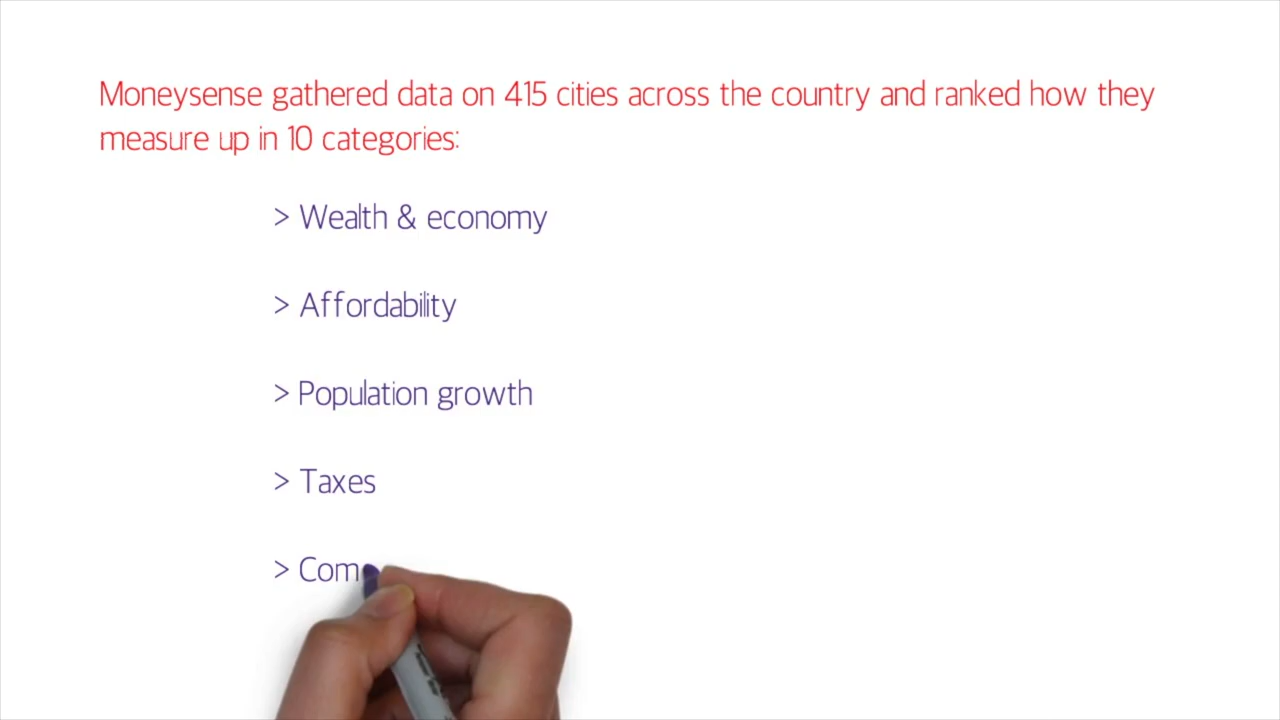 Moneysense gathered data on 415 cities across the country and ranked how they
measure up in 10 categories:
> Wealth & economy
> Affordability
> Population growth
> Taxes
> Com